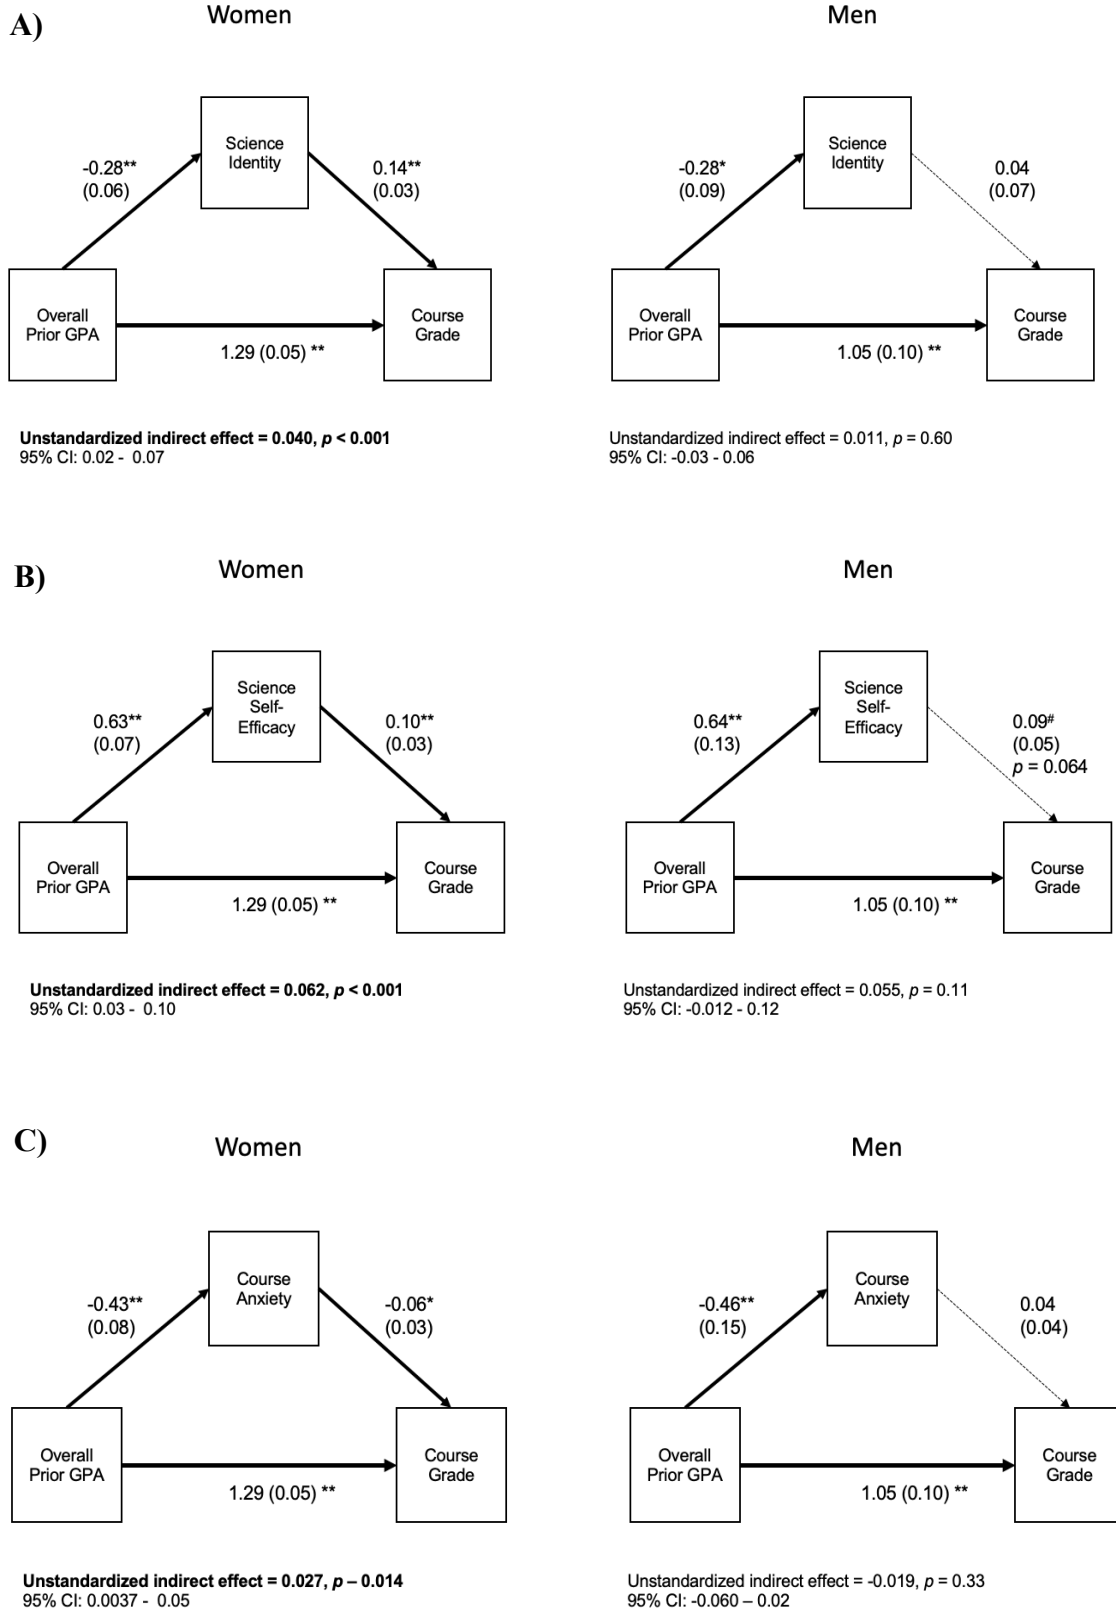 A)
Women
Men
Science
Identity
-0.28**
(0.06)
0.14**
(0.03)
Overall
Prior GPA
Course
Grade
1.29 (0.05) **
Unstandardized indirect effect = 0.040, p < 0.001
95% CI: 0.02 - 0.07
Science
Identity
-0.28*
(0.09)
0.04
(0.07)
Overall
Prior GPA
Course
Grade
1.05 (0.10) **
Unstandardized indirect effect = 0.011, p = 0.60
95% CI: -0.03 - 0.06
B)
Women
Men
Science
Self-
Efficacy
0.63**
(0.07)
0.10**
(0.03)
Overall
Prior GPA
Course
Grade
1.29 (0.05) **
Unstandardized indirect effect = 0.062, p < 0.001
95% CI: 0.03 - 0.10
Science
Self-
Efficacy
0.64**
(0.13)
0.09#
(0.05)
p = 0.064
Overall
Prior GPA
Course
Grade
1.05 (0.10) **
Unstandardized indirect effect = 0.055, p = 0.11
95% CI: -0.012 - 0.12
C)
Women
Men
Course
Anxiety
-0.43**
(0.08)
-0.06*
(0.03)
Overall
Prior GPA
Course
Grade
1.29 (0.05) **
Unstandardized indirect effect = 0.027, p – 0.014
95% CI: 0.0037 - 0.05
Course
Anxiety
-0.46**
(0.15)
0.04
(0.04)
Overall
Prior GPA
Course
Grade
1.05 (0.10) **
Unstandardized indirect effect = -0.019, p = 0.33
95% CI: -0.060 – 0.02